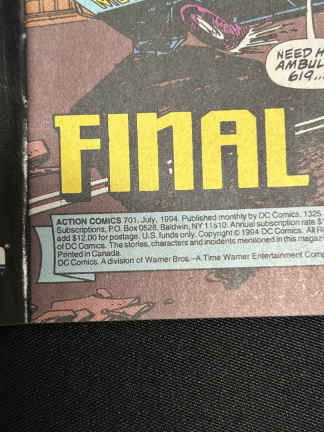 NEED
AMBUL
619...
FINAL
ACTION COMICS 701, July, 1994. Published monthly by DC Comics, 1325
Subscriptions, P.O. Box 0528, Baldwin, NY 11510. Annual subscription rate
add $12.00 for postage. U.S. funds only. Copyright © 1994 DC Comics. All Ri
of DC Comics. The stories, characters and incidents mentioned in this magaz
Printed in Canada.
DC Comics. A division of Warner Bros.—A Time Warner Entertainment Comp